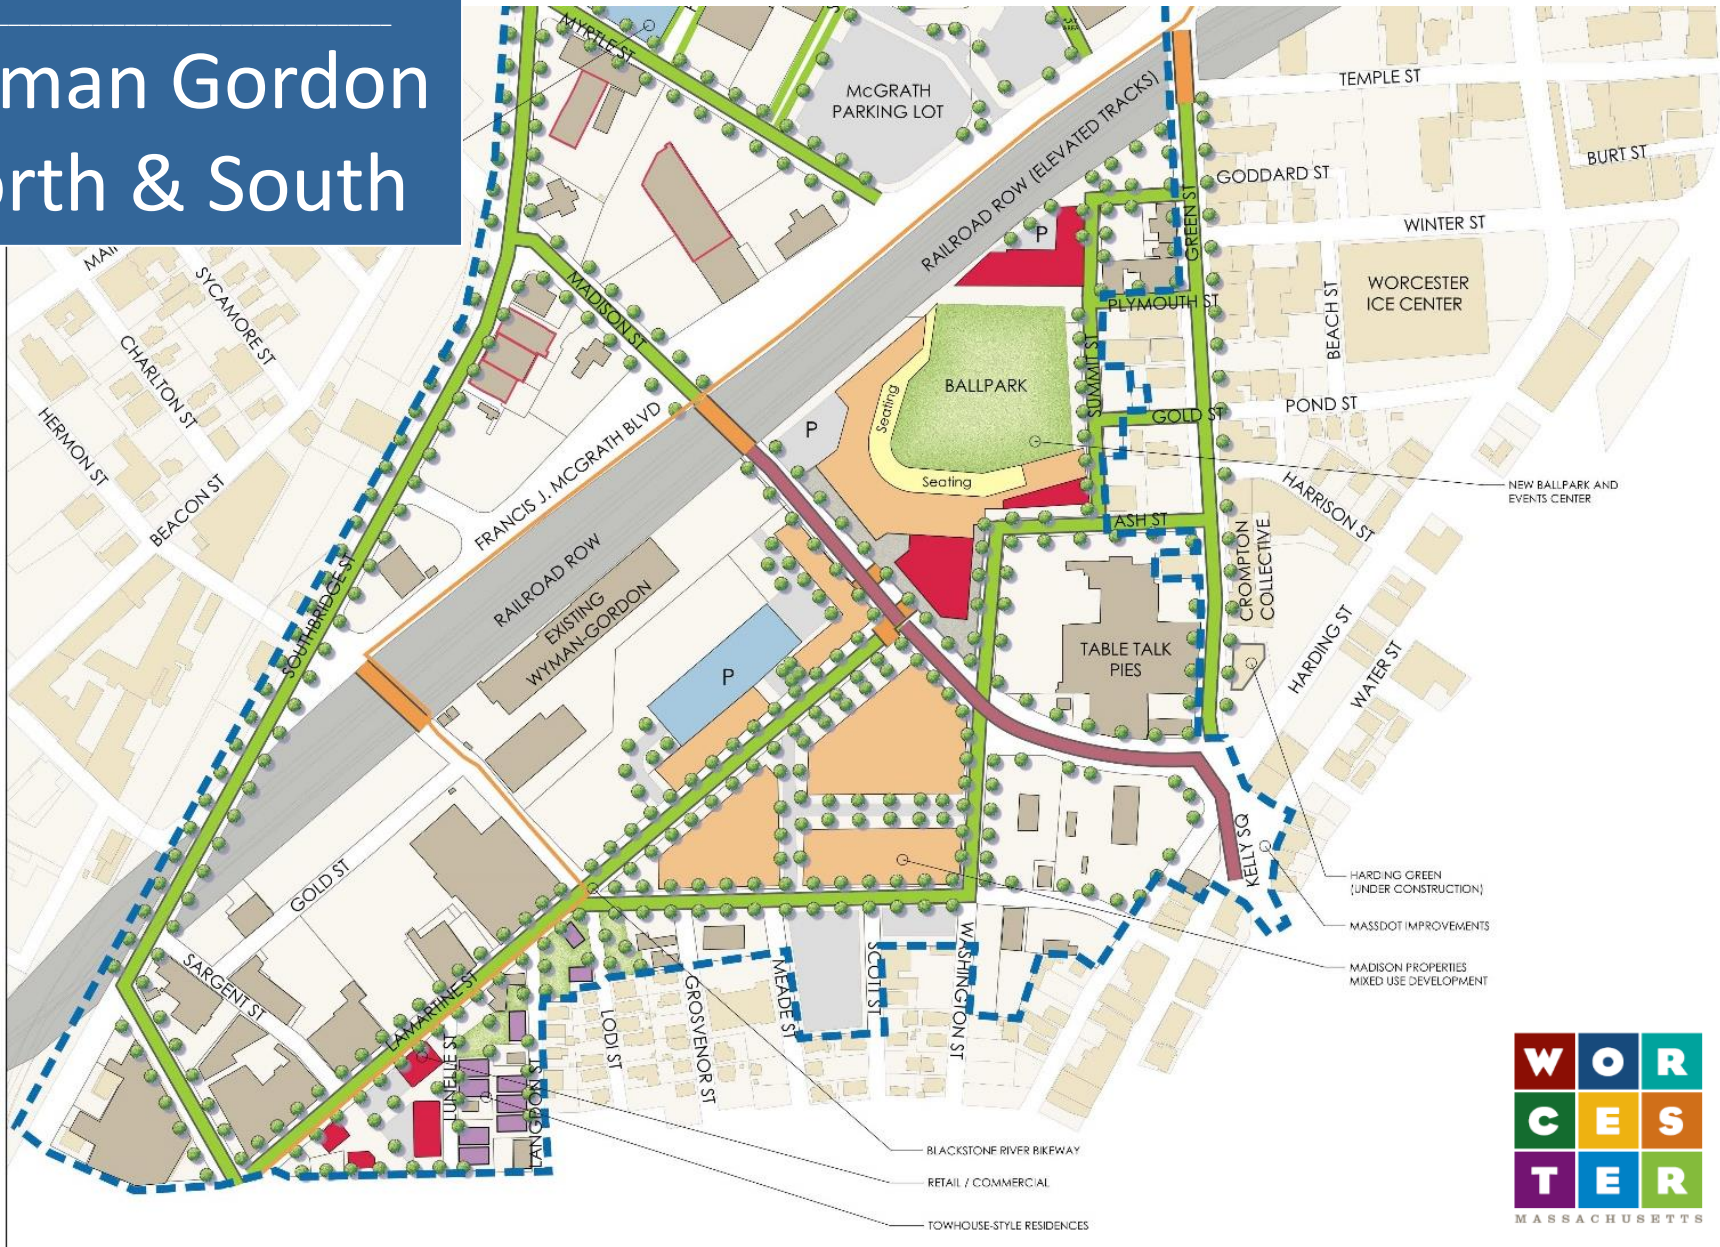 man Gordon
orth & South
MYRTLE ST
McGRATH
PARKING LOT
TEMPLE ST
BURT ST
GODDARD ST
WINTER ST
GREEN ST
RAILROAD ROW (ELEVATED TRACKS)
P
PLYMOUTH ST
WORCESTER
ICE CENTER
BEACH ST
SYCAMORE ST
CHARLTON ST
HERMON ST
BEACON ST
MADISON ST
BALLPARK
Seating
Seating
SUMMIT ST
GOLD ST
POND ST
P
FRANCIS J. MCGRATH BLVD
HARRISON ST
NEW BALLPARK AND
EVENTS CENTER
ASH ST
CROMPTON
COLLECTIVE
RAILROAD ROW
EXISTING
WYMAN-GORDON
SOUTHBRIDGE ST
P
TABLE TALK
PIES
HARDING ST
WATER ST
GOLD ST
KELLY SQ
HARDING GREEN
(UNDER CONSTRUCTION)
MASSDOT IMPROVEMENTS
MADISON PROPERTIES
MIXED USE DEVELOPMENT
SARGENT ST
LAMARTINE ST
LUNELLE ST
LANGDON ST
LODI ST
GROSVENOR ST
MEADE ST
SCOTT ST
WASHINGTON ST
BLACKSTONE RIVER BIKEWAY
RETAIL / COMMERCIAL
TOWHOUSE-STYLE RESIDENCES
WOR
CES
TER
MASSACHUSETTS